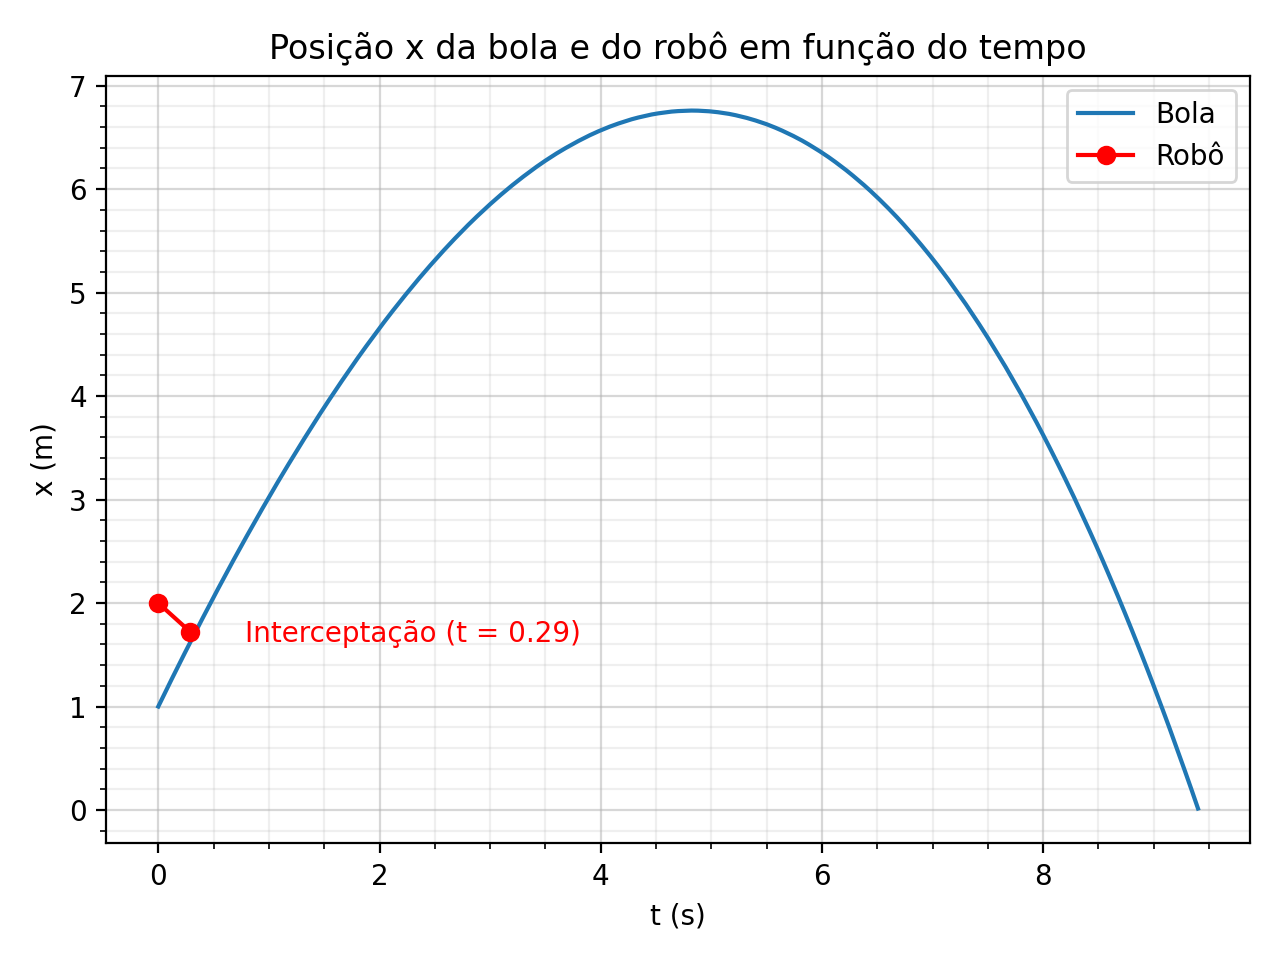 Posição x da bola e do robô em função do tempo
7
6
5
4
3
2
1
0
x (m)
Bola
Robô
Interceptação (t = 0.29)
0
2
4
6
8
t (s)